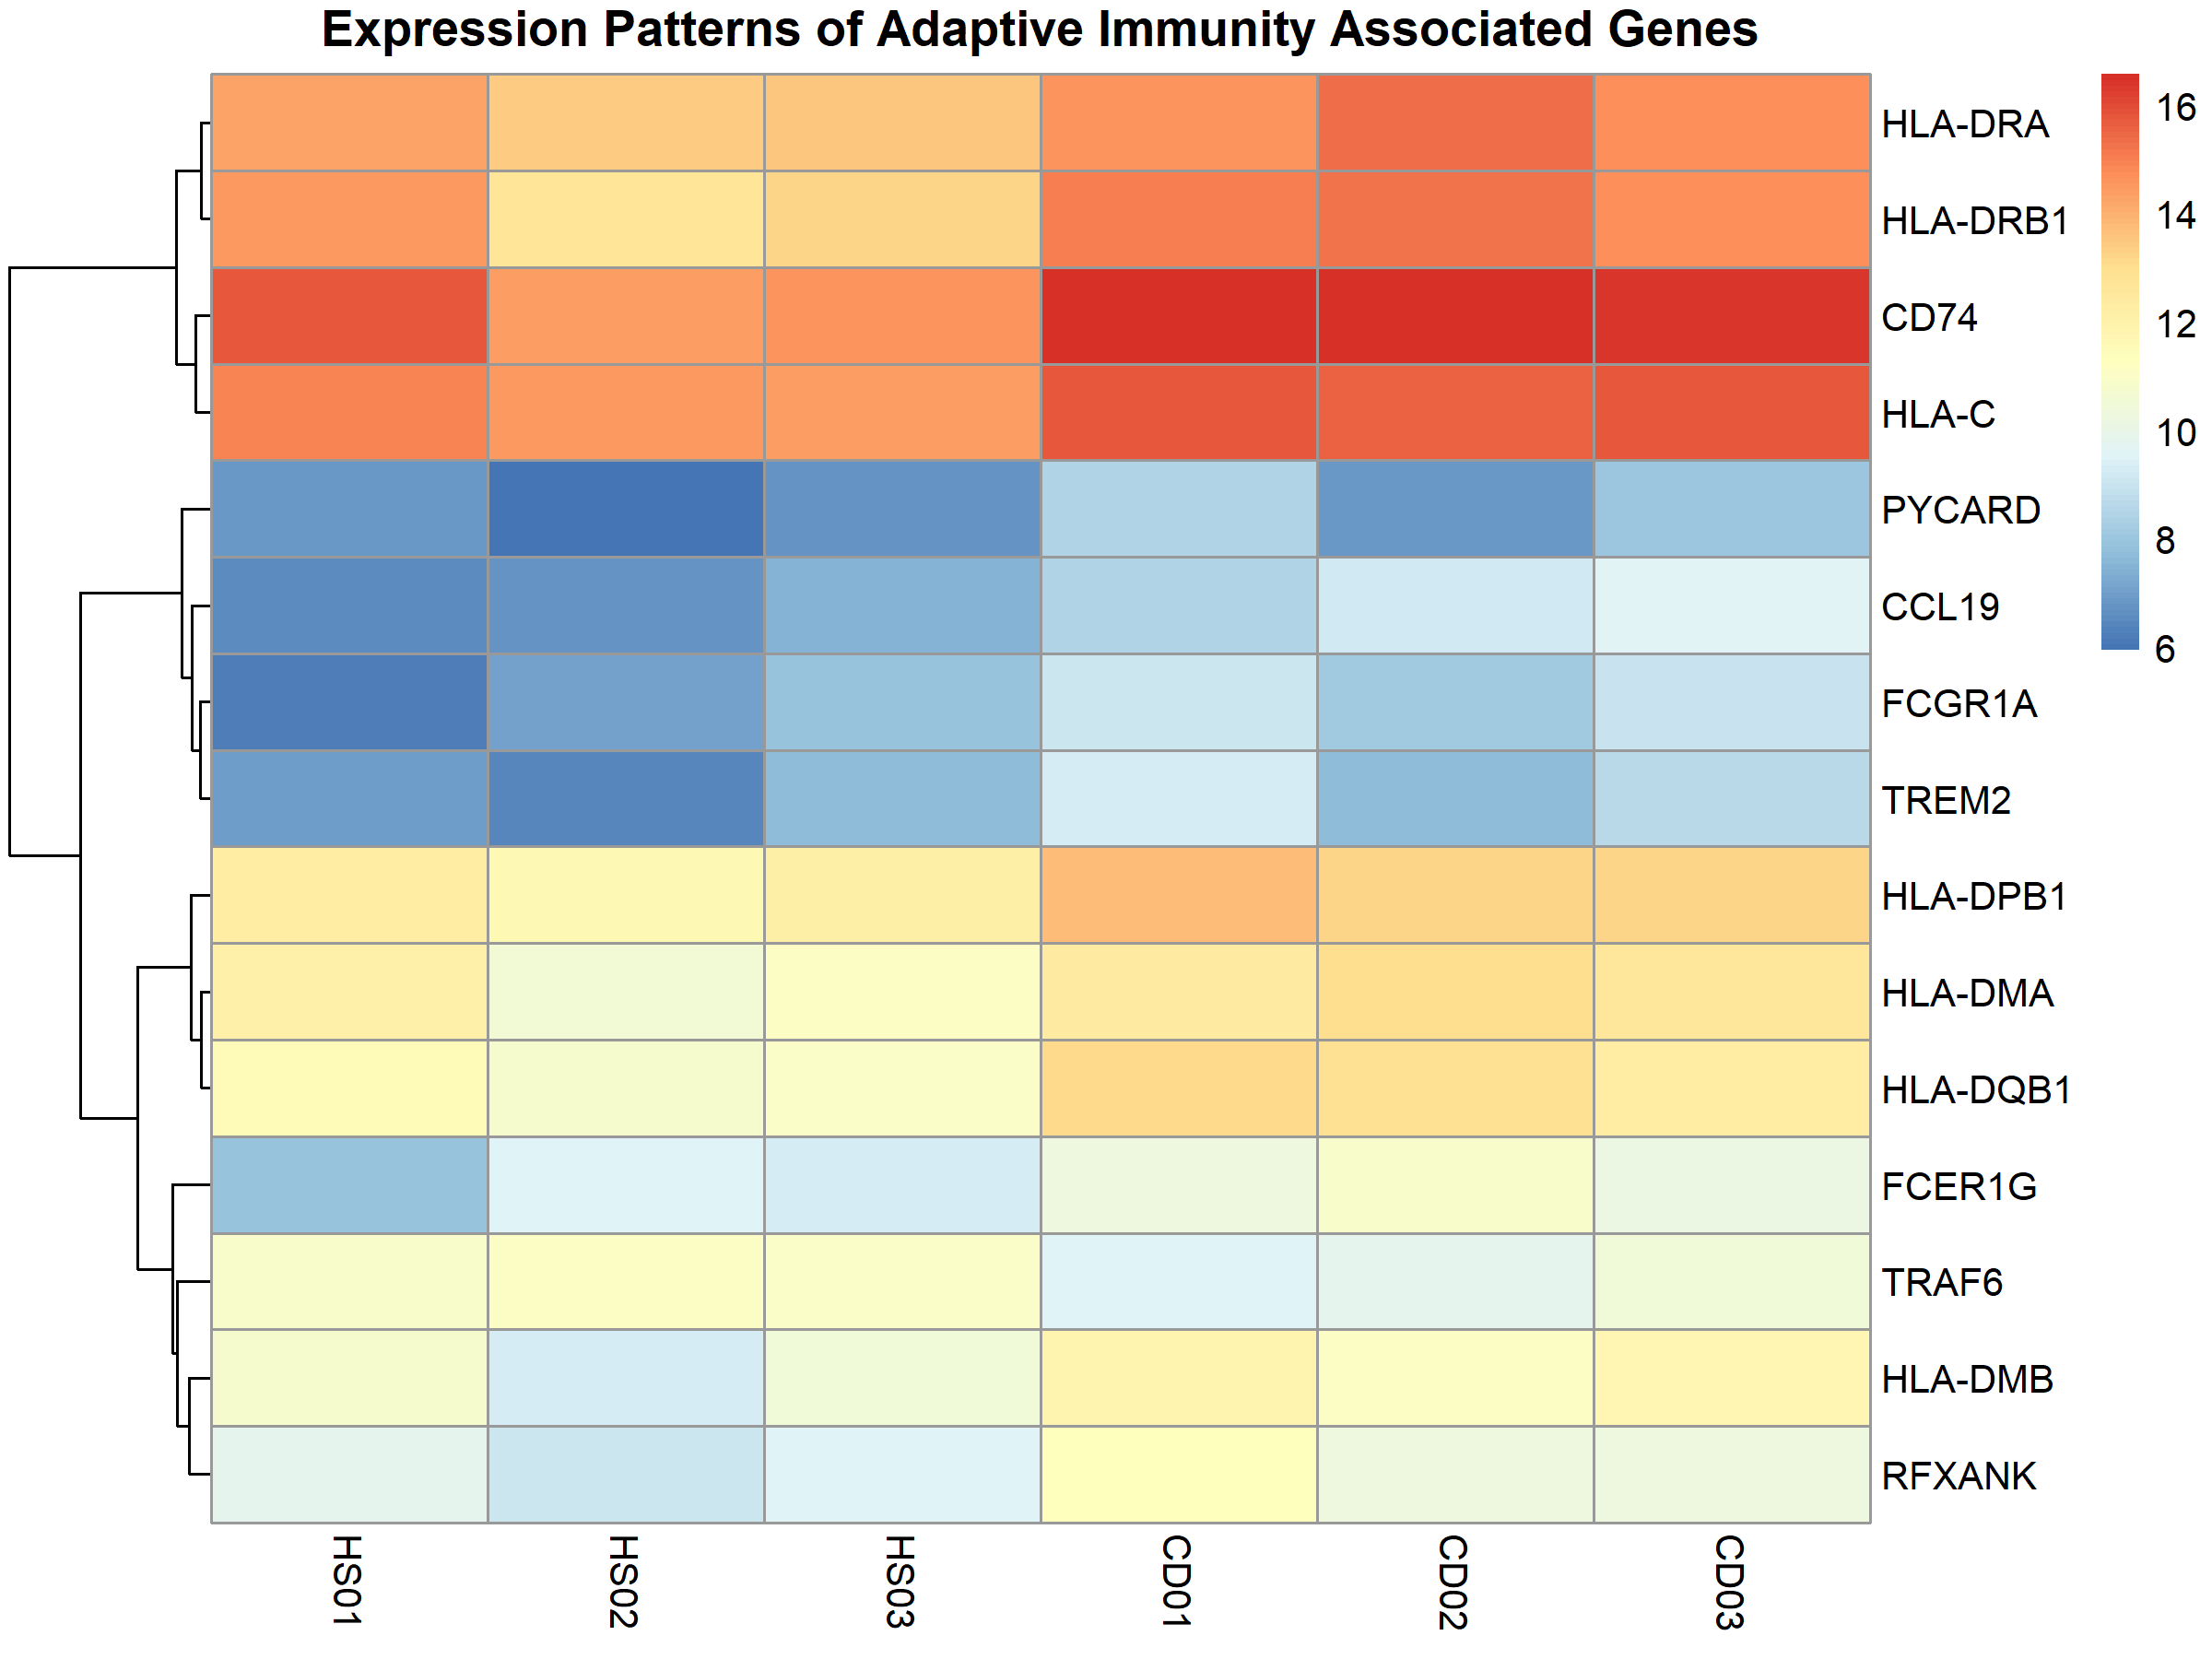 Expression Patterns of Adaptive Immunity Associated Genes
HLA-DRA
HLA-DRB1
CD74
HLA-C
PYCARD
CCL19
FCGR1A
TREM2
HLA-DPB1
HLA-DMA
HLA-DQB1
FCER1G
TRAF6
HLA-DMB
RFXANK
16
14
12
10
8
6
HS01
HS02
HS03
CD01
CD02
CD03